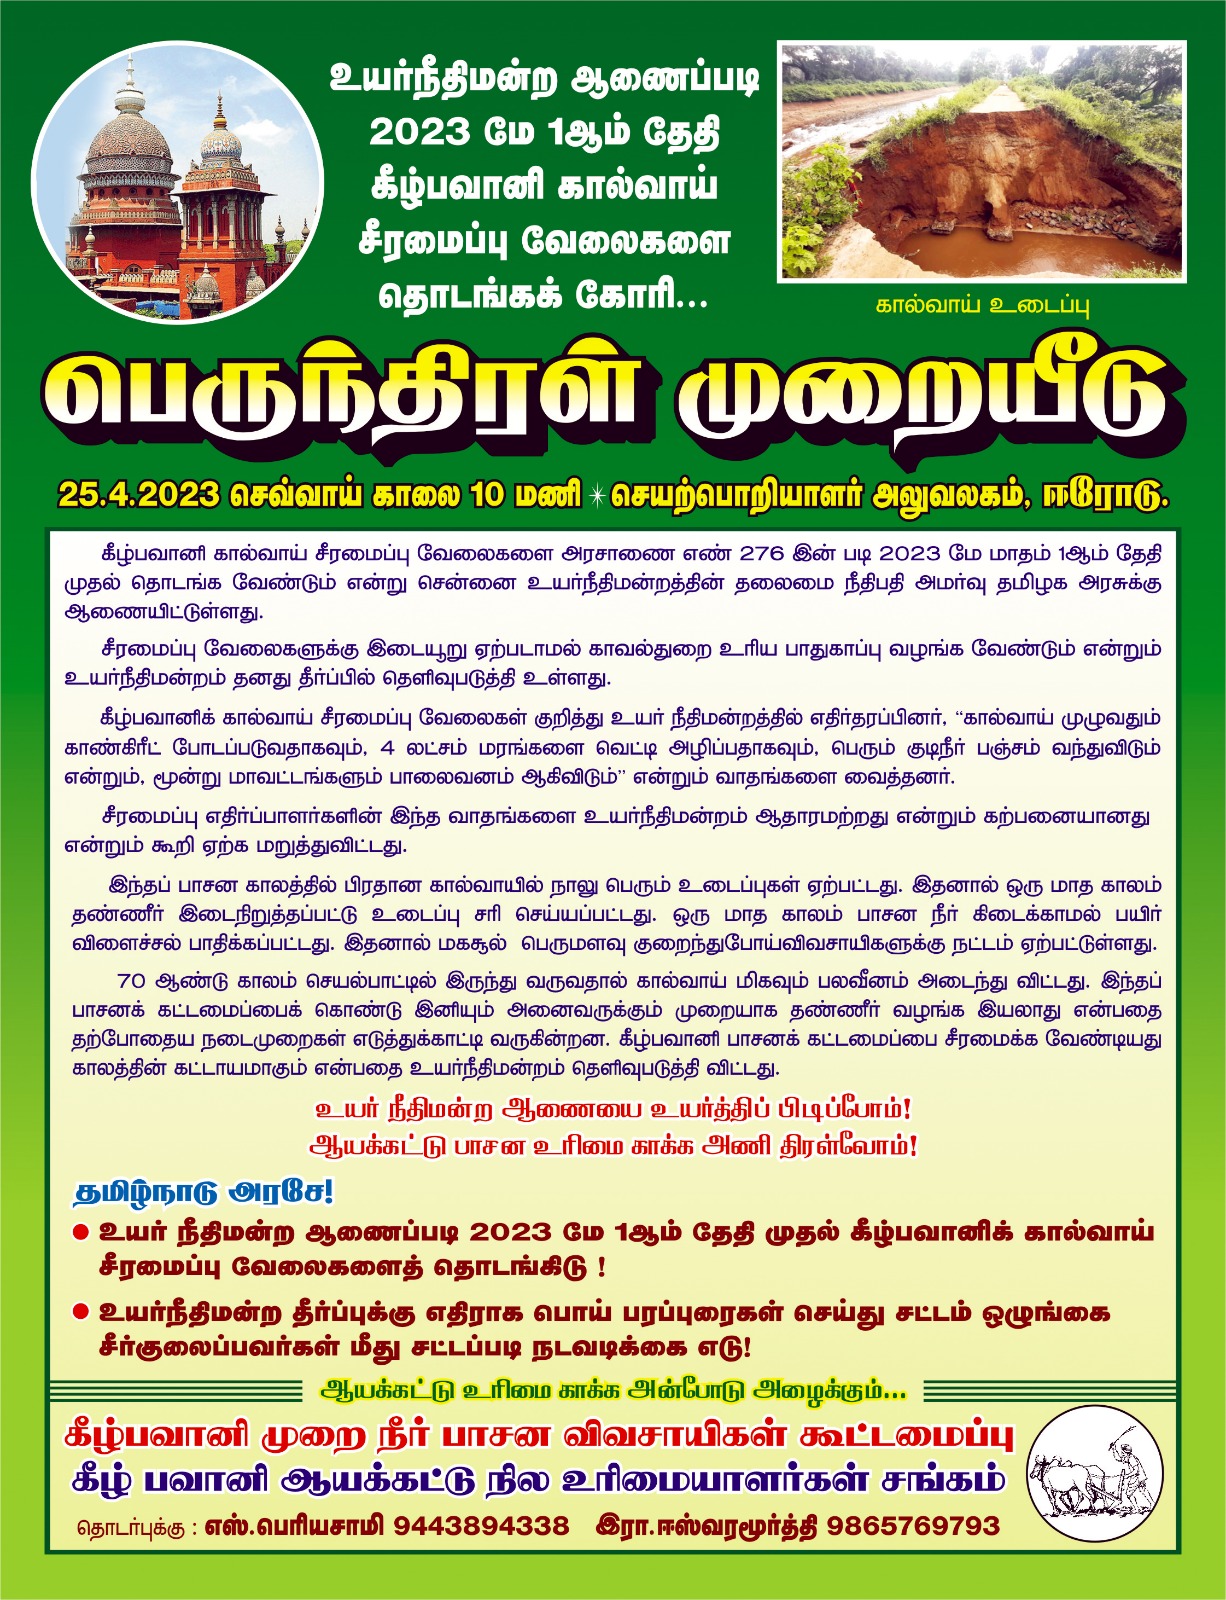 உயர்நீதிமன்ற ஆணைப்படி
2023 மே 1ஆம் தேதி
கீழ்பவானி கால்வாய்
சீரமைப்பு வேலைகளை
தொடங்கக் கோரி...
கால்வாய் உடைப்பு
பெருந்திரள் முறையீடு
25.4.2023 செவ்வாய் காலை 10 மணி * செயற்பொறியாளர் அலுவலகம், ஈரோடு.
கீழ்பவானி கால்வாய் சீரமைப்பு வேலைகளை அரசாணை எண் 276 இன் படி 2023 மே மாதம் 1ஆம் தேதி
முதல் தொடங்க வேண்டும் என்று சென்னை உயர்நீதிமன்றத்தின் தலைமை நீதிபதி அமர்வு தமிழக அரசுக்கு
ஆணையிட்டுள்ளது.
சீரமைப்பு வேலைகளுக்கு இடையூறு ஏற்படாமல் காவல்துறை உரிய பாதுகாப்பு வழங்க வேண்டும் என்றும்
உயர்நீதிமன்றம் தனது தீர்ப்பில் தெளிவுபடுத்தி உள்ளது.
கீழ்பவானிக் கால்வாய் சீரமைப்பு வேலைகள் குறித்து உயர் நீதிமன்றத்தில் எதிர்தரப்பினர், “கால்வாய் முழுவதும்
காண்கிரீட் போடப்படுவதாகவும், 4 லட்சம் மரங்களை வெட்டி அழிப்பதாகவும், பெரும் குடிநீர் பஞ்சம் வந்துவிடும்
என்றும், மூன்று மாவட்டங்களும் பாலைவனம் ஆகிவிடும்” என்றும் வாதங்களை வைத்தனர்.
சீரமைப்பு எதிர்ப்பாளர்களின் இந்த வாதங்களை உயர்நீதிமன்றம் ஆதாரமற்றது என்றும் கற்பனையானது
என்றும் கூறி ஏற்க மறுத்துவிட்டது.
இந்தப் பாசன காலத்தில் பிரதான கால்வாயில் நாலு பெரும் உடைப்புகள் ஏற்பட்டது. இதனால் ஒரு மாத காலம்
தண்ணீர் இடைநிறுத்தப்பட்டு உடைப்பு சரி செய்யப்பட்டது. ஒரு மாத காலம் பாசன நீர் கிடைக்காமல் பயிர்
விளைச்சல் பாதிக்கப்பட்டது. இதனால் மகசூல் பெருமளவு குறைந்துபோய்விவசாயிகளுக்கு நட்டம் ஏற்பட்டுள்ளது.
70 ஆண்டு காலம் செயல்பாட்டில் இருந்து வருவதால் கால்வாய் மிகவும் பலவீனம் அடைந்து விட்டது. இந்தப்
பாசனக் கட்டமைப்பைக் கொண்டு இனியும் அனைவருக்கும் முறையாக தண்ணீர் வழங்க இயலாது என்பதை
தற்போதைய நடைமுறைகள் எடுத்துக்காட்டி வருகின்றன. கீழ்பவானி பாசனக் கட்டமைப்பை சீரமைக்க வேண்டியது
காலத்தின் கட்டாயமாகும் என்பதை உயர்நீதிமன்றம் தெளிவுபடுத்தி விட்டது.
உயர் நீதிமன்ற ஆணையை உயர்த்திப் பிடிப்போம்!
ஆயக்கட்டு பாசன உரிமை காக்க அணி திரள்வோம்!
தமிழ்நாடு அரசே!
● உயர் நீதிமன்ற ஆணைப்படி 2023 மே 1ஆம் தேதி முதல் கீழ்பவானிக் கால்வாய்
சீரமைப்பு வேலைகளைத் தொடங்கிடு !
● உயர்நீதிமன்ற தீர்ப்புக்கு எதிராக பொய் பரப்புரைகள் செய்து சட்டம் ஒழுங்கை
சீர்குலைப்பவர்கள் மீது சட்டப்படி நடவடிக்கை எடு!
ஆயக்கட்டு உரிமை காக்க அன்போடு அழைக்கும்...
கீழ்பவானி முறை நீர் பாசன விவசாயிகள் கூட்டமைப்பு
கீழ் பவானி ஆயக்கட்டு நில உரிமையாளர்கள் சங்கம்
தொடர்புக்கு : எஸ்.பெரியசாமி 9443894338 இரா.ஈஸ்வரமூர்த்தி 9865769793